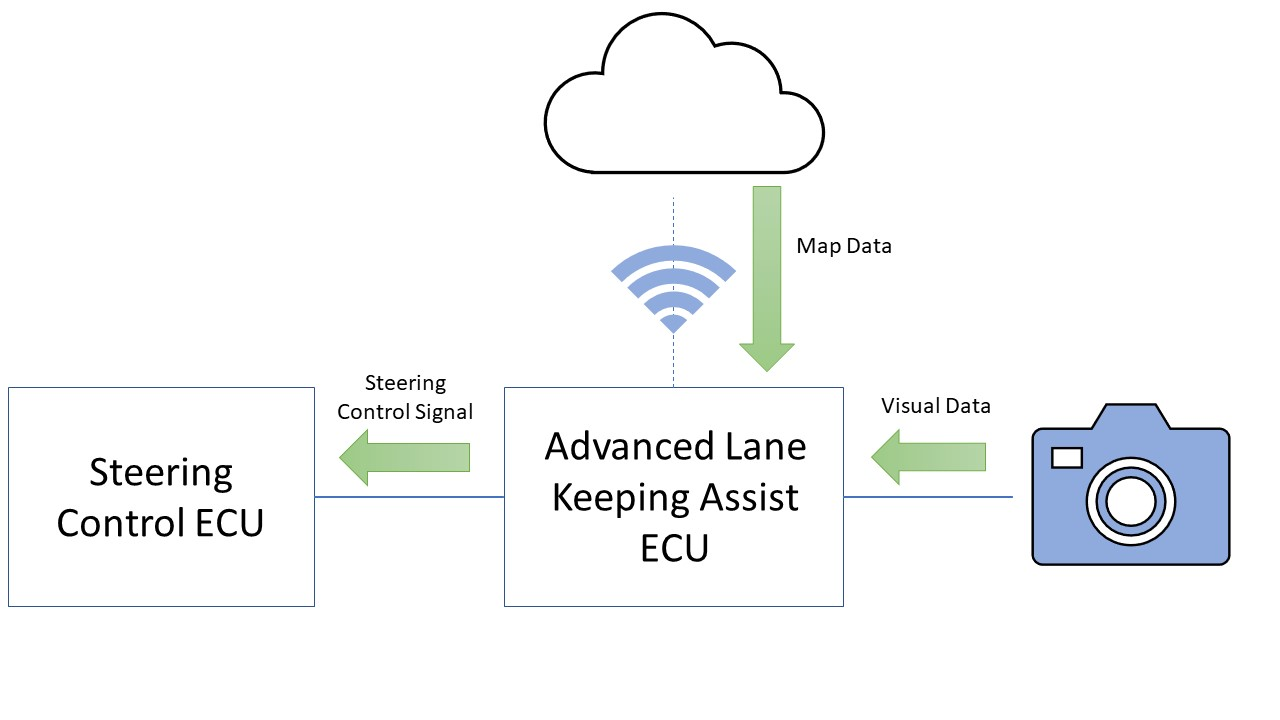 Map Data
Steering
Control Signal
Visual Data
Steering
Control ECU
Advanced Lane
Keeping Assist
ECU